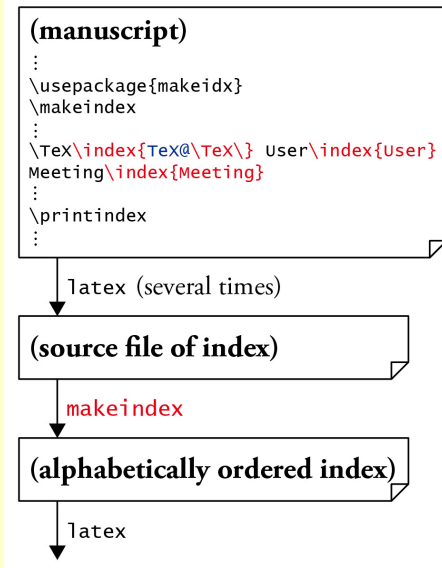 (manuscript)
⋮
\usepackage{makeidx}
\makeindex
⋮
\TeX\index{TeX@\TeX\} User\index{User}
Meeting\index{Meeting}
⋮
\printindex
⋮
latex (several times)
(source file of index)
makeindex
(alphabetically ordered index)
latex